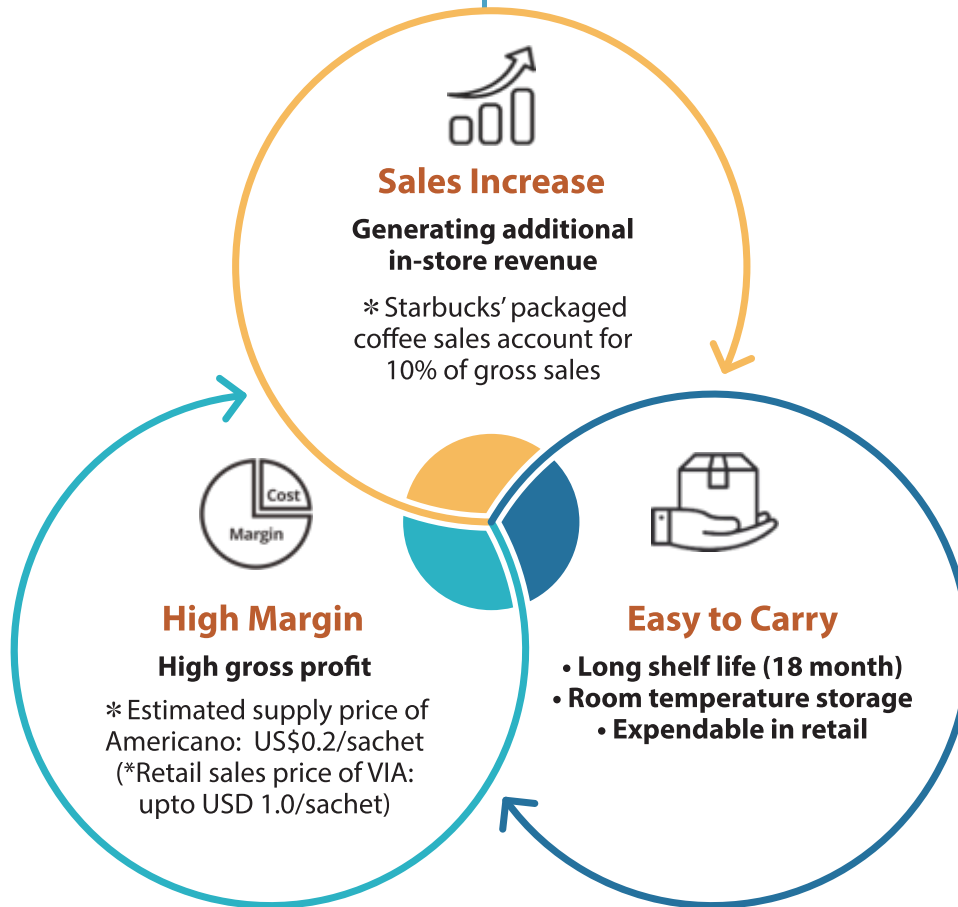 Sales Increase
Generating additional
in-store revenue
* Starbucks’ packaged
coffee sales account for
10% of gross sales
Cost
Margin
High Margin
High gross profit
* Estimated supply price of
Americano: US$0.2/sachet
(*Retail sales price of VIA:
upto USD 1.0/sachet)
Easy to Carry
• Long shelf life (18 month)
• Room temperature storage
• Expendable in retail